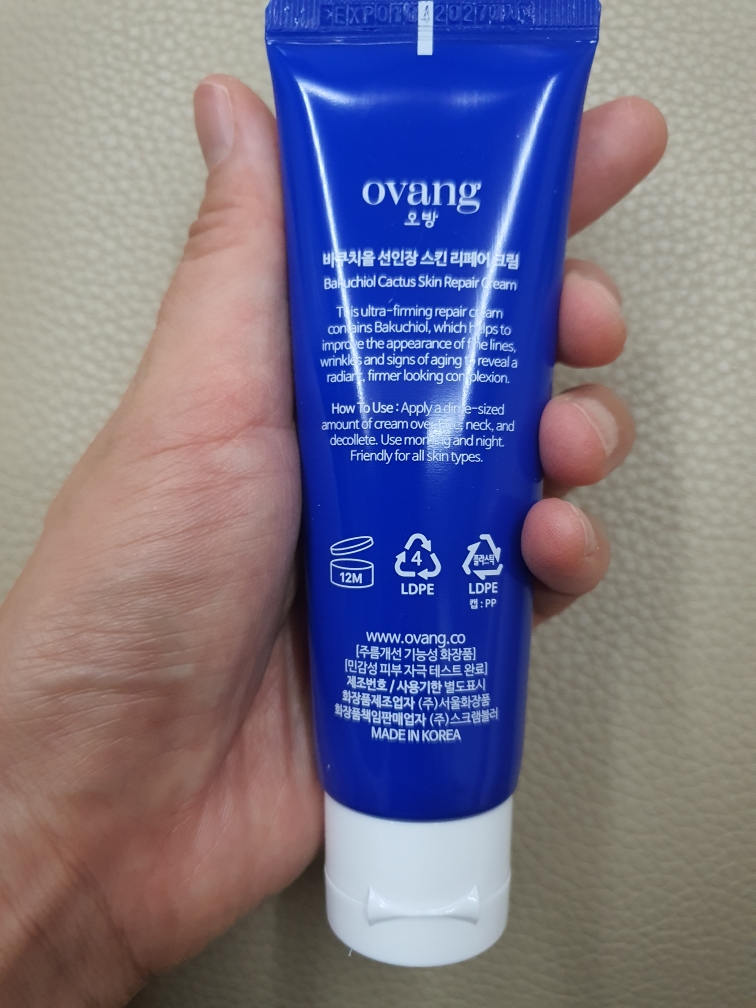 ovang
오방
바쿠치올 선인장 스킨 리페어 크림
Bakuchiol Cactus Skin Repair Cream
This ultra-firming repair cream
contains Bakuchiol, which helps to
improve the appearance of fine lines,
wrinkles and signs of aging to reveal a
radiant, firmer looking complexion.
How To Use : Apply a dime-sized
amount of cream over face, neck, and
decollete. Use morning and night.
Friendly for all skin types.
12M
4
LDPE
플라스틱
LDPE
캡 : PP
www.ovang.co
[주름개선 기능성 화장품]
[민감성 피부 자극 테스트 완료]
제조번호 / 사용기한 별도표시
화장품제조업자 (주)서울화장품
화장품책임판매업자 (주)스크램블러
MADE IN KOREA